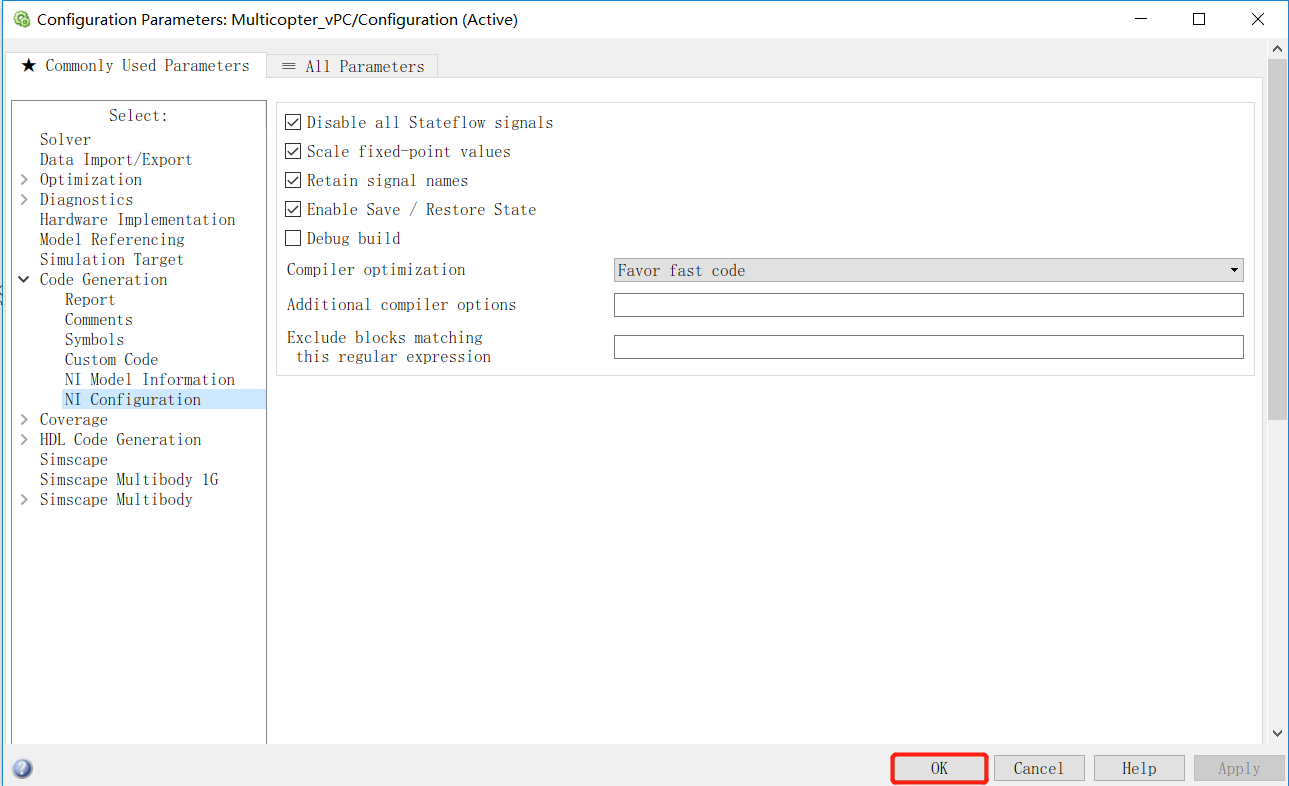 Configuration Parameters: Multicopter_vPC/Configuration (Active)
★ Commonly Used Parameters
All Parameters
Select:
Solver
Data Import/Export
Optimization
Diagnostics
Hardware Implementation
Model Referencing
Simulation Target
Code Generation
Report
Comments
Symbols
Custom Code
NI Model Information
NI Configuration
Coverage
HDL Code Generation
Simscape
Simscape Multibody 1G
Simscape Multibody
Disable all Stateflow signals
Scale fixed-point values
Retain signal names
Enable Save / Restore State
Debug build
Compiler optimization
Favor fast code
Additional compiler options
Exclude blocks matching
this regular expression
?
OK
Cancel
Help
Apply